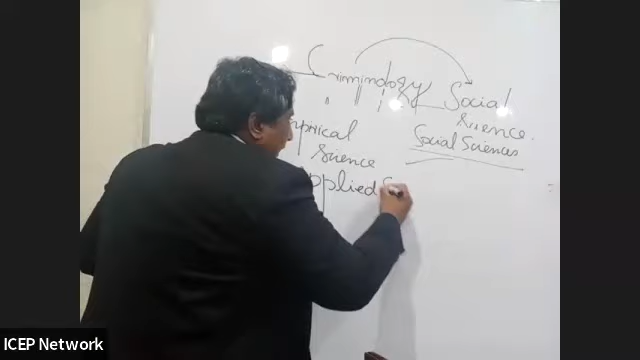 Criminology
Social
Science.
Social Sciences
Science
ICEP Network